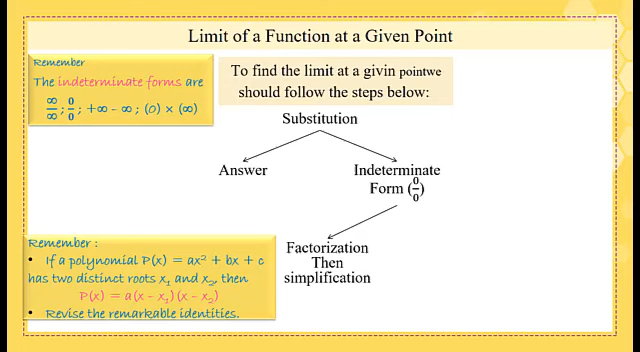 Limit of a Function at a Given Point
Remember
The indeterminate forms are
∞/∞ ; 0/0 ; +∞ − ∞ ; (0) × (∞)
To find the limit at a givin pointwe
should follow the steps below:
Substitution
Answer
Indeterminate
Form (0/0)
Factorization
Then
simplification
Remember :
• If a polynomial P(x) = ax² + bx + c
has two distinct roots x₁ and x₂, then
P(x) = a(x − x₁)(x − x₂)
• Revise the remarkable identities.